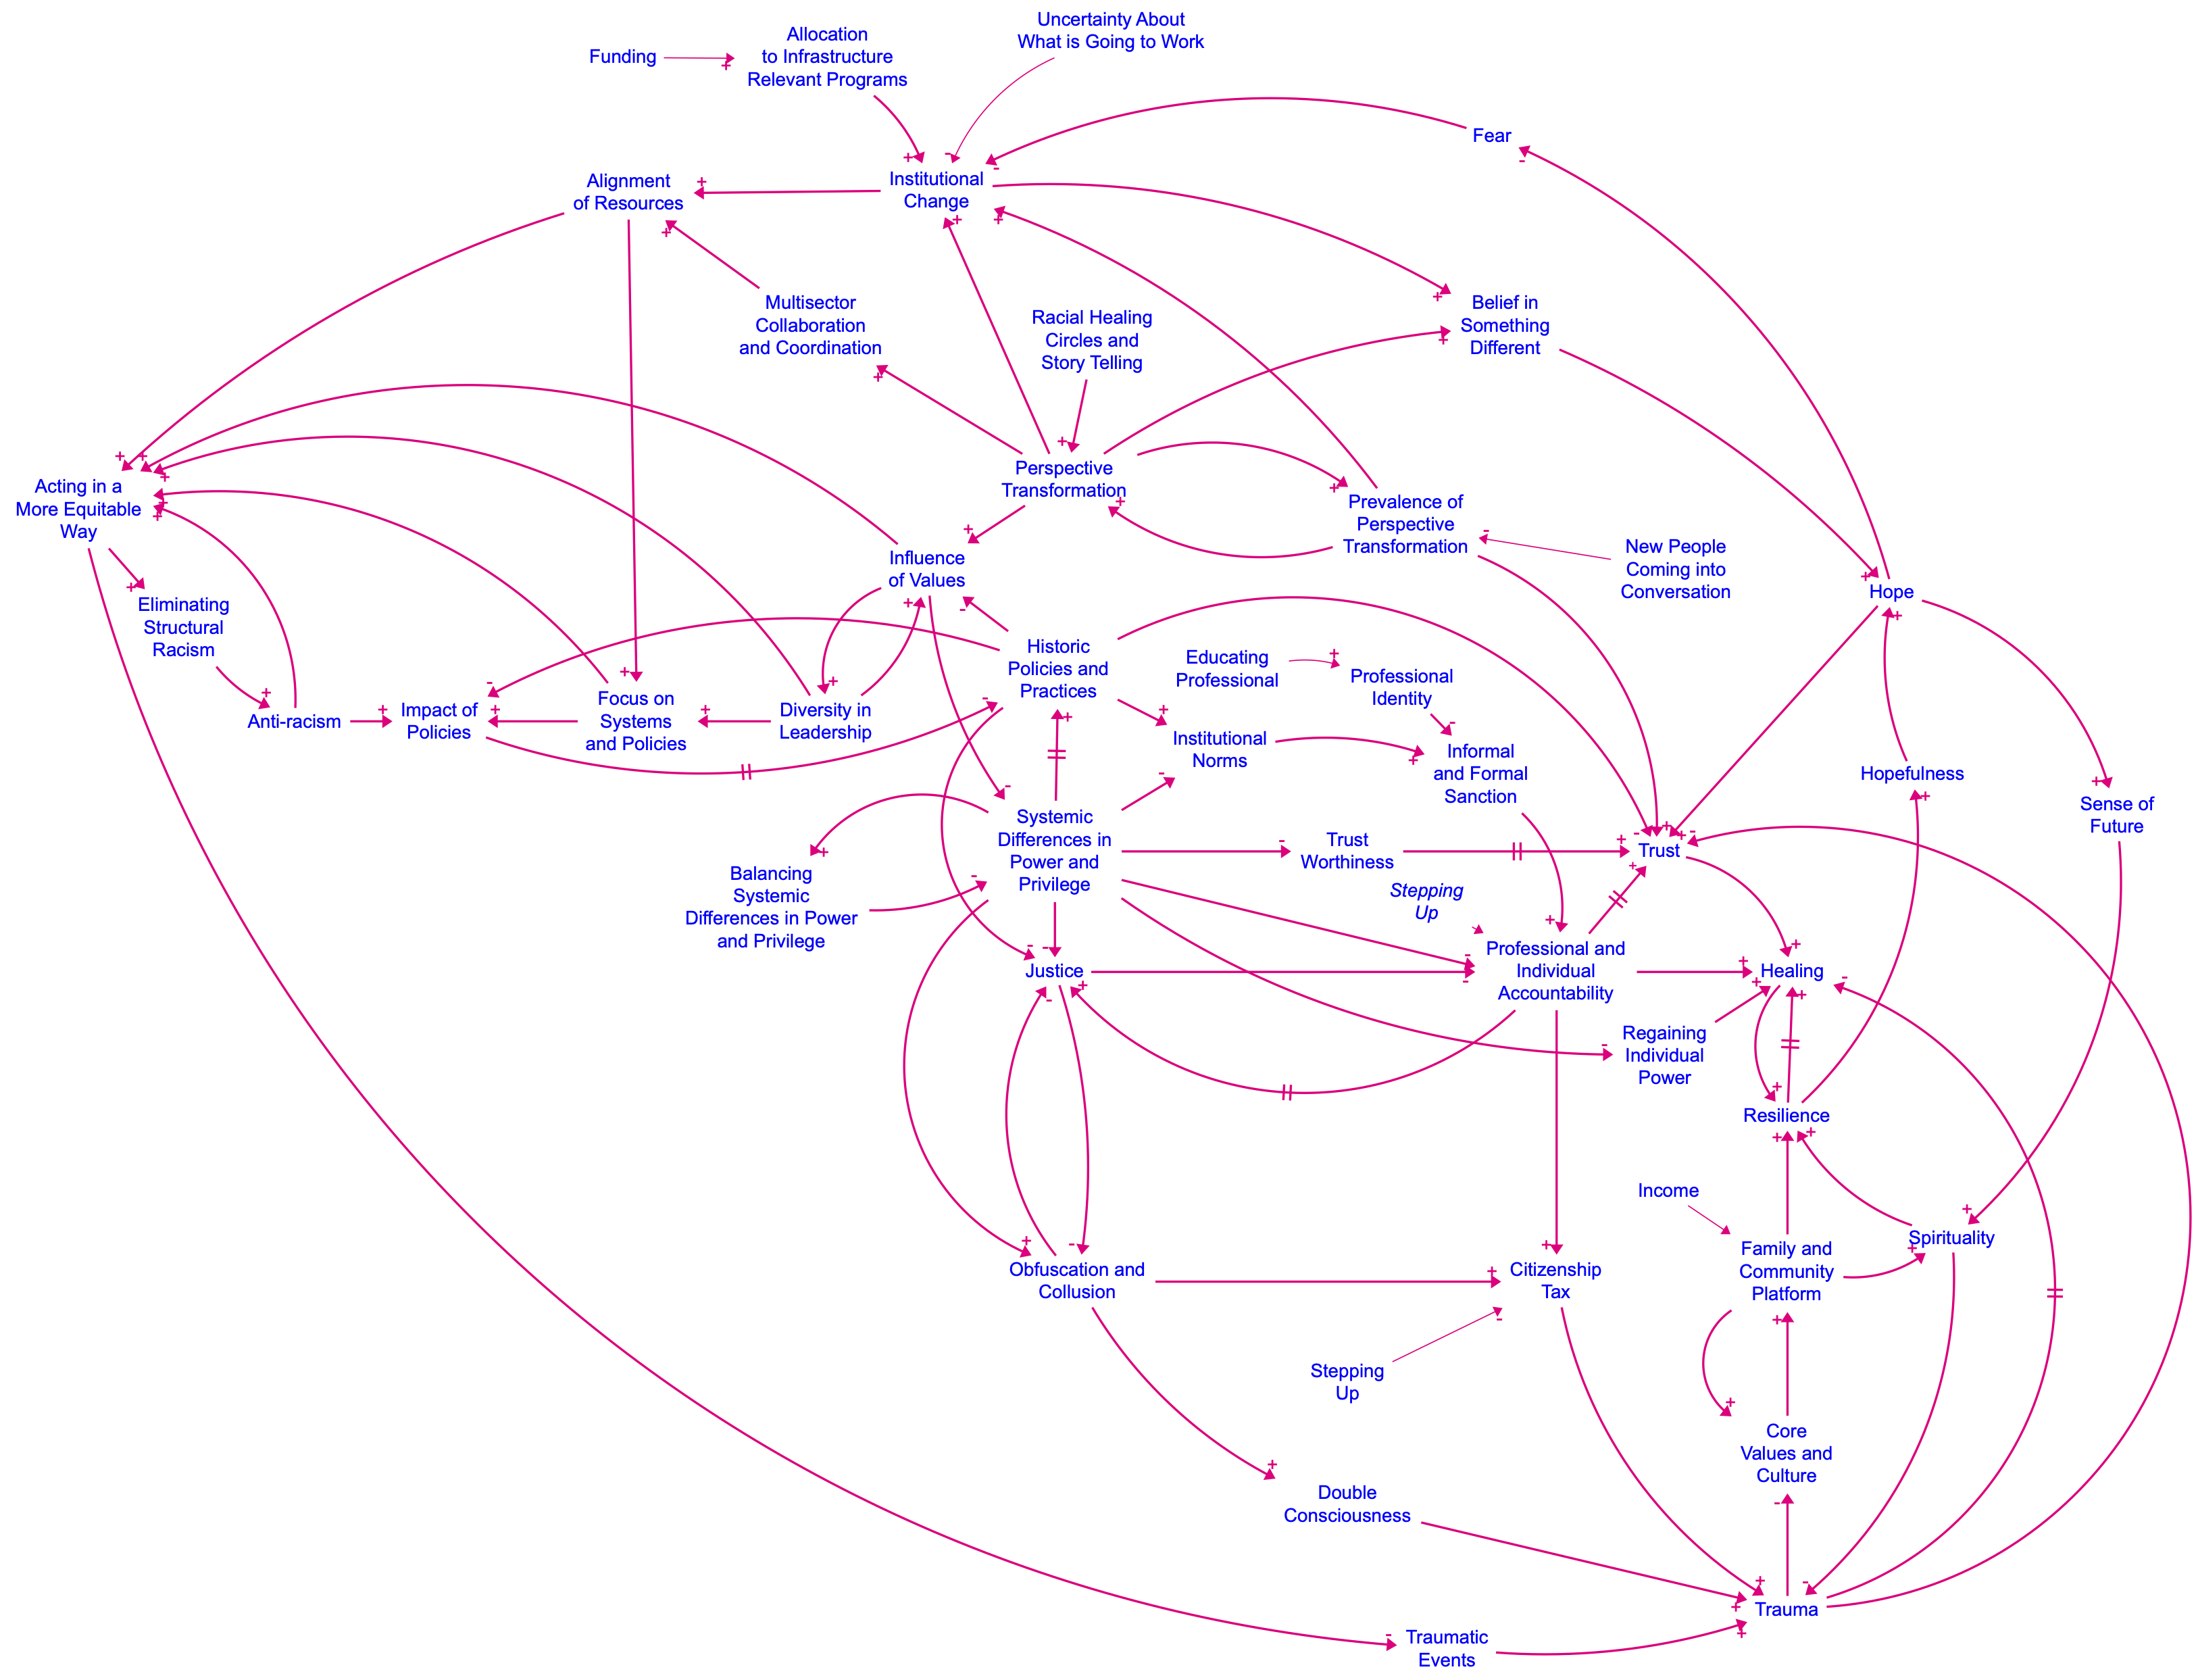 Uncertainty About
What is Going to Work
Allocation
to Infrastructure
Relevant Programs
Funding
Fear
Institutional
Change
Alignment
of Resources
Multisector
Collaboration
and Coordination
Racial Healing
Circles and
Story Telling
Belief in
Something
Different
Perspective
Transformation
Prevalence of
Perspective
Transformation
Acting in a
More Equitable
Way
Influence
of Values
New People
Coming into
Conversation
Hope
Eliminating
Structural
Racism
Historic
Policies and
Practices
Educating
Professional
Professional
Identity
Anti-racism
Impact of
Policies
Focus on
Systems
and Policies
Diversity in
Leadership
Institutional
Norms
Informal
and Formal
Sanction
Hopefulness
Sense of
Future
Systemic
Differences in
Power and
Privilege
Trust
Worthiness
Trust
Balancing
Systemic
Differences in Power
and Privilege
Stepping
Up
Justice
Professional and
Individual
Accountability
Healing
Regaining
Individual
Power
Resilience
Income
Spirituality
Family and
Community
Platform
Obfuscation and
Collusion
Citizenship
Tax
Stepping
Up
Core
Values and
Culture
Double
Consciousness
Trauma
Traumatic
Events